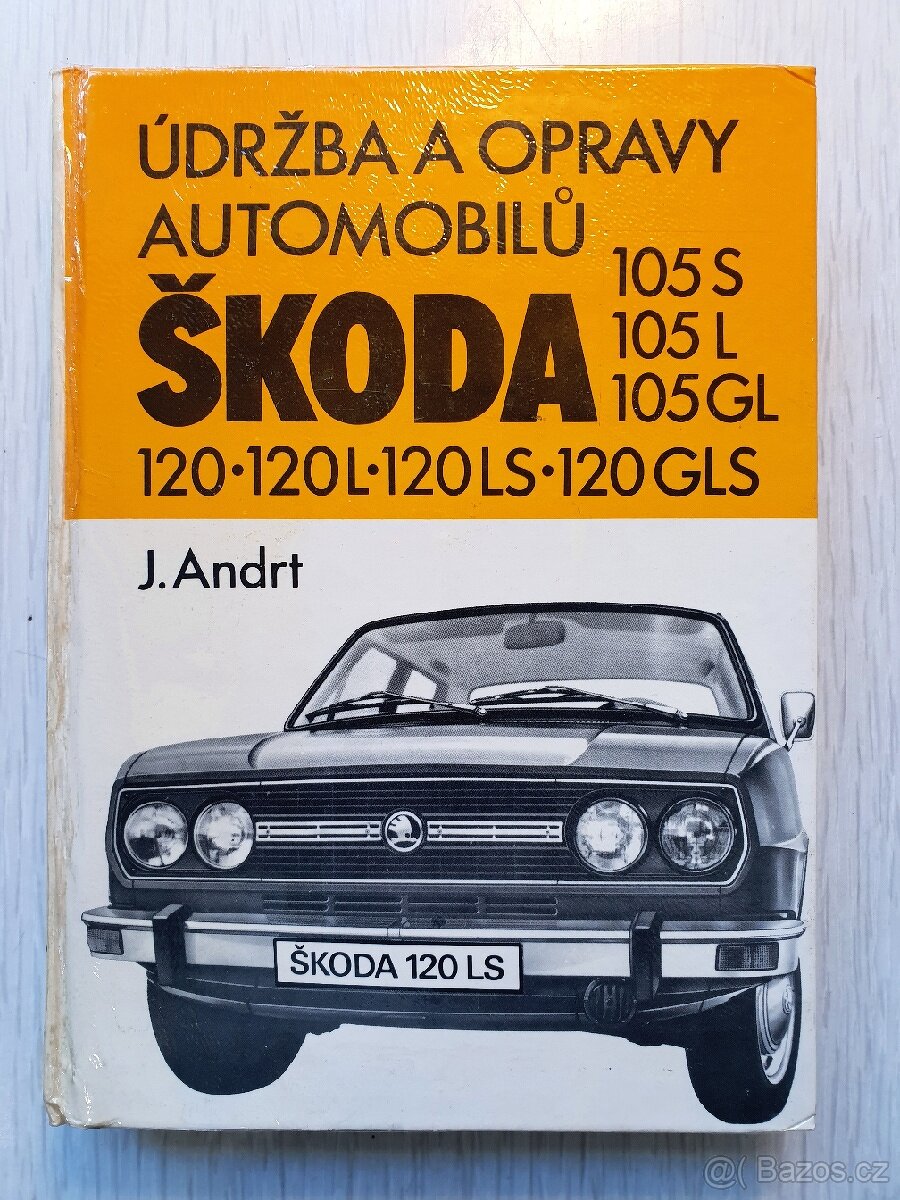 ÚDRŽBA A OPRAVY
AUTOMOBILŮ
ŠKODA
105 S
105 L
105 GL
120 • 120 L • 120 LS • 120 GLS
J. Andrt
ŠKODA 120 LS
@( Bazos.cz